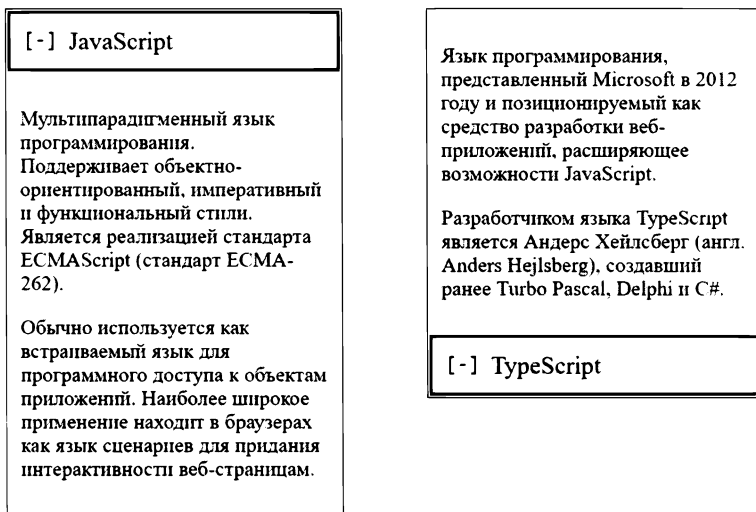 [-] JavaScript
Мультипарадигменный язык
программирования.
Поддерживает объектно-
ориентированный, императивный
и функциональный стили.
Является реализацией стандарта
ECMAScript (стандарт ECMA-
262).
Обычно используется как
встраиваемый язык для
программного доступа к объектам
приложений. Наиболее широкое
применение находит в браузерах
как язык сценариев для придания
интерактивности веб-страницам.
Язык программирования,
представленный Microsoft в 2012
году и позиционируемый как
средство разработки веб-
приложений, расширяющее
возможности JavaScript.
Разработчиком языка TypeScript
является Андерс Хейлсберг (англ.
Anders Hejlsberg), создавший
ранее Turbo Pascal, Delphi и C#.
[-] TypeScript